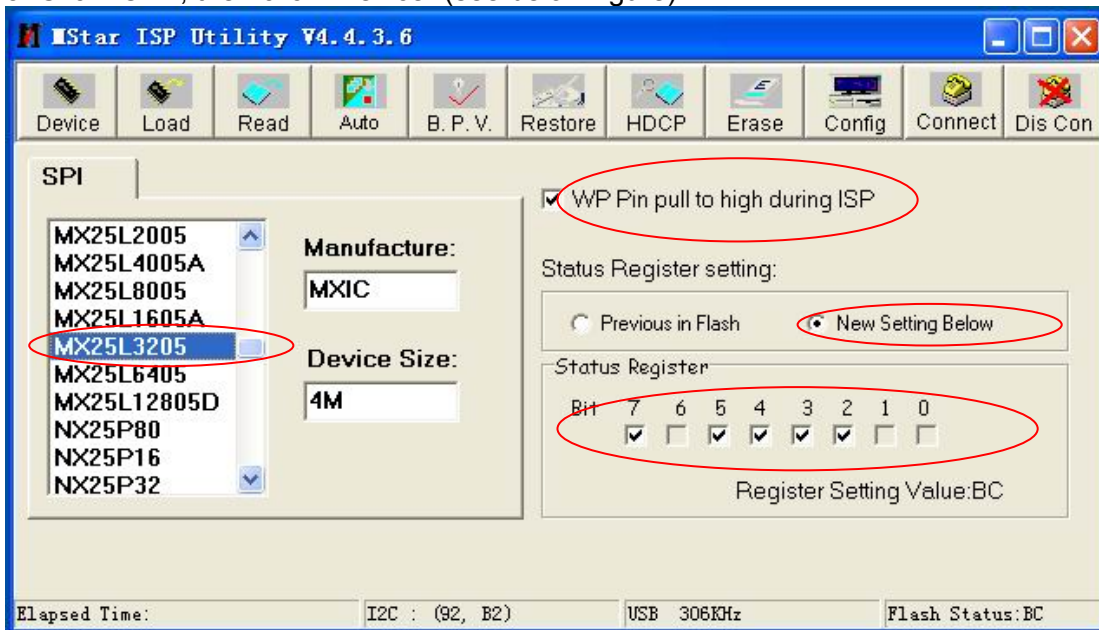 MStar ISP Utility V4.4.3.6
Device Load Read Auto B. P. V. Restore HDCP Erase Config Connect Dis Con
SPI
MX25L2005
MX25L4005A
MX25L8005
MX25L1605A
MX25L3205
MX25L6405
MX25L12805D
NX25P80
NX25P16
NX25P32
Manufacture:
MXIC
Device Size:
4M
WP Pin pull to high during ISP
Status Register setting:
Previous in Flash New Setting Below
Status Register
Bit 7 6 5 4 3 2 1 0
Register Setting Value:BC
Elapsed Time: I2C : (92, B2) USB 306KHz Flash Status:BC